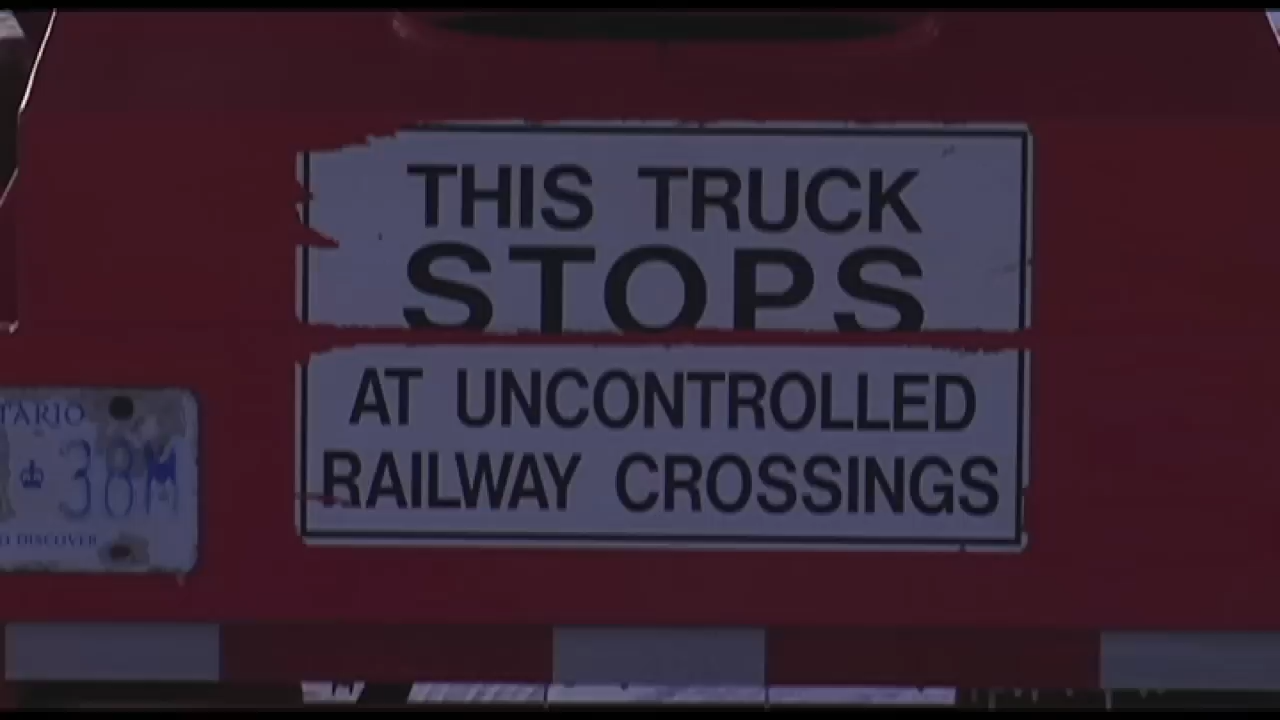 THIS TRUCK
STOPS
AT UNCONTROLLED
RAILWAY CROSSINGS
TARIO
38M
DISCOVER